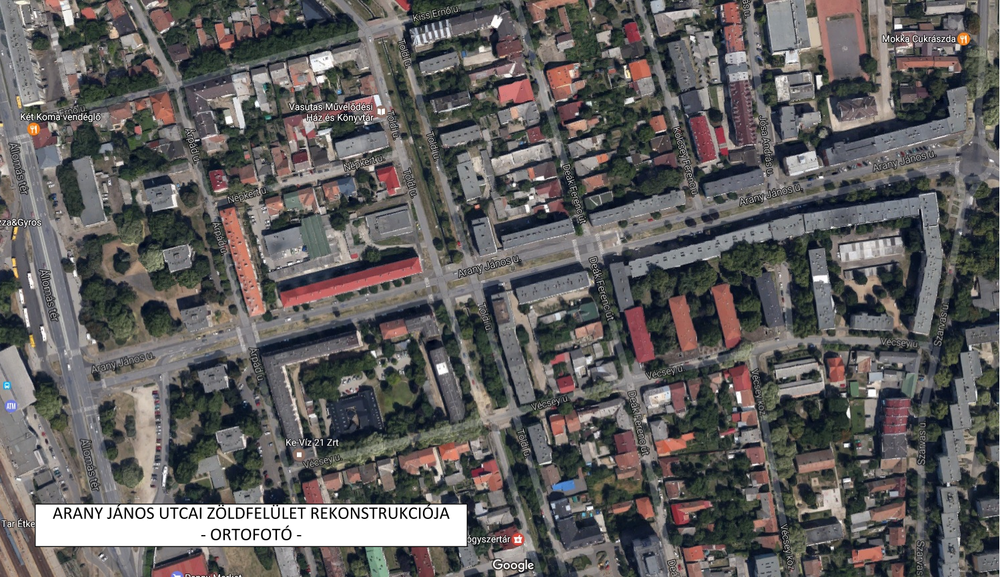 Kiss Ernő u.
ás u.
Mokka Cukrászda
Toldi u.
Ernő u.
Két Koma vendéglő
Vasutas Művelődési
Ház és Könyvtár
Toldi u.
Toldi u.
Árpád u.
Népkert u.
Toldi u.
Deák Ferenc út
Kölcsey Ferenc u.
Jósa András u.
Arany János u.
Állomás tér
Népkert u.
Arany János u.
zza&Gyros
Árpád u.
Arany János u.
Deák Ferenc út
Állomás tér
Toldi u.
Szarvas u.
Vécsey u.
Arany János u.
Árpád u.
Vécsey u.
Vécsey köz
ATM
Vécsey u.
Deák Ferenc út
Ke-Víz 21 Zrt
Vécsey u.
Toldi u.
Szarvas u.
Állomás tér
ARANY JÁNOS UTCAI ZÖLDFELÜLET REKONSTRUKCIÓJA
- ORTOFOTÓ -
Tar Étke
ógyszertár
Vécsey köz
Szarvas
Deá
Google